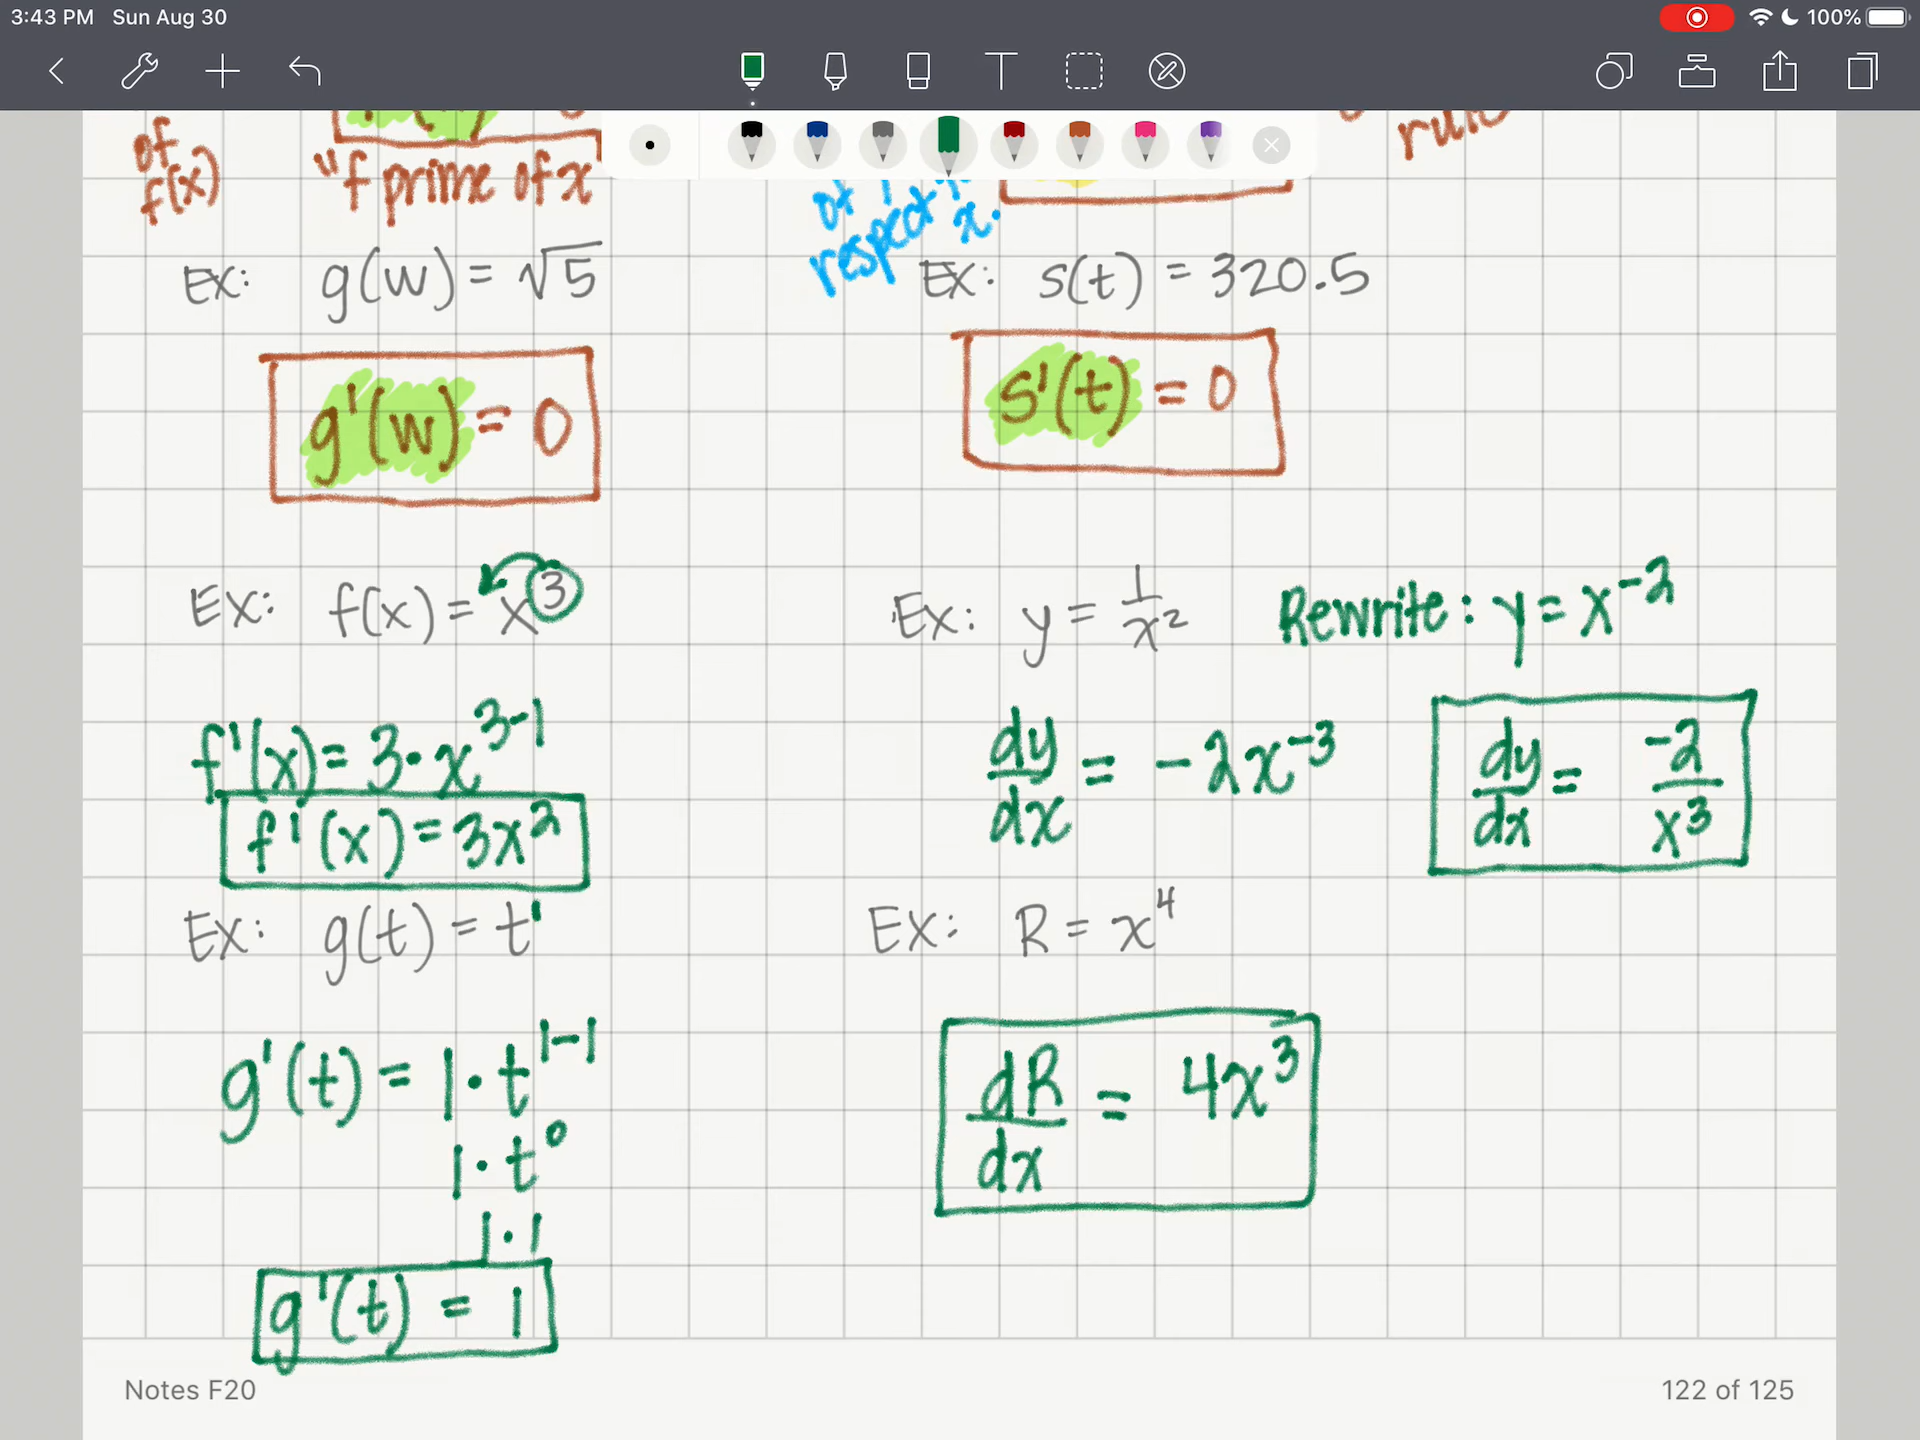 3:43 PM Sun Aug 30
100%
of
f(x)
"f prime of x
of
respect
x.
rule
Ex: g(w) = √5
g'(w) = 0
Ex: s(t) = 320.5
s'(t) = 0
Ex: f(x) = x³
f'(x) = 3·x³⁻¹
f'(x) = 3x²
Ex: y = 1/x²
Rewrite: y = x⁻²
dy/dx = -2x⁻³
dy/dx = -2/x³
Ex: g(t) = t¹
g'(t) = 1·t¹⁻¹
1·t⁰
1·1
g'(t) = 1
Ex: R = x⁴
dR/dx = 4x³
Notes F20
122 of 125